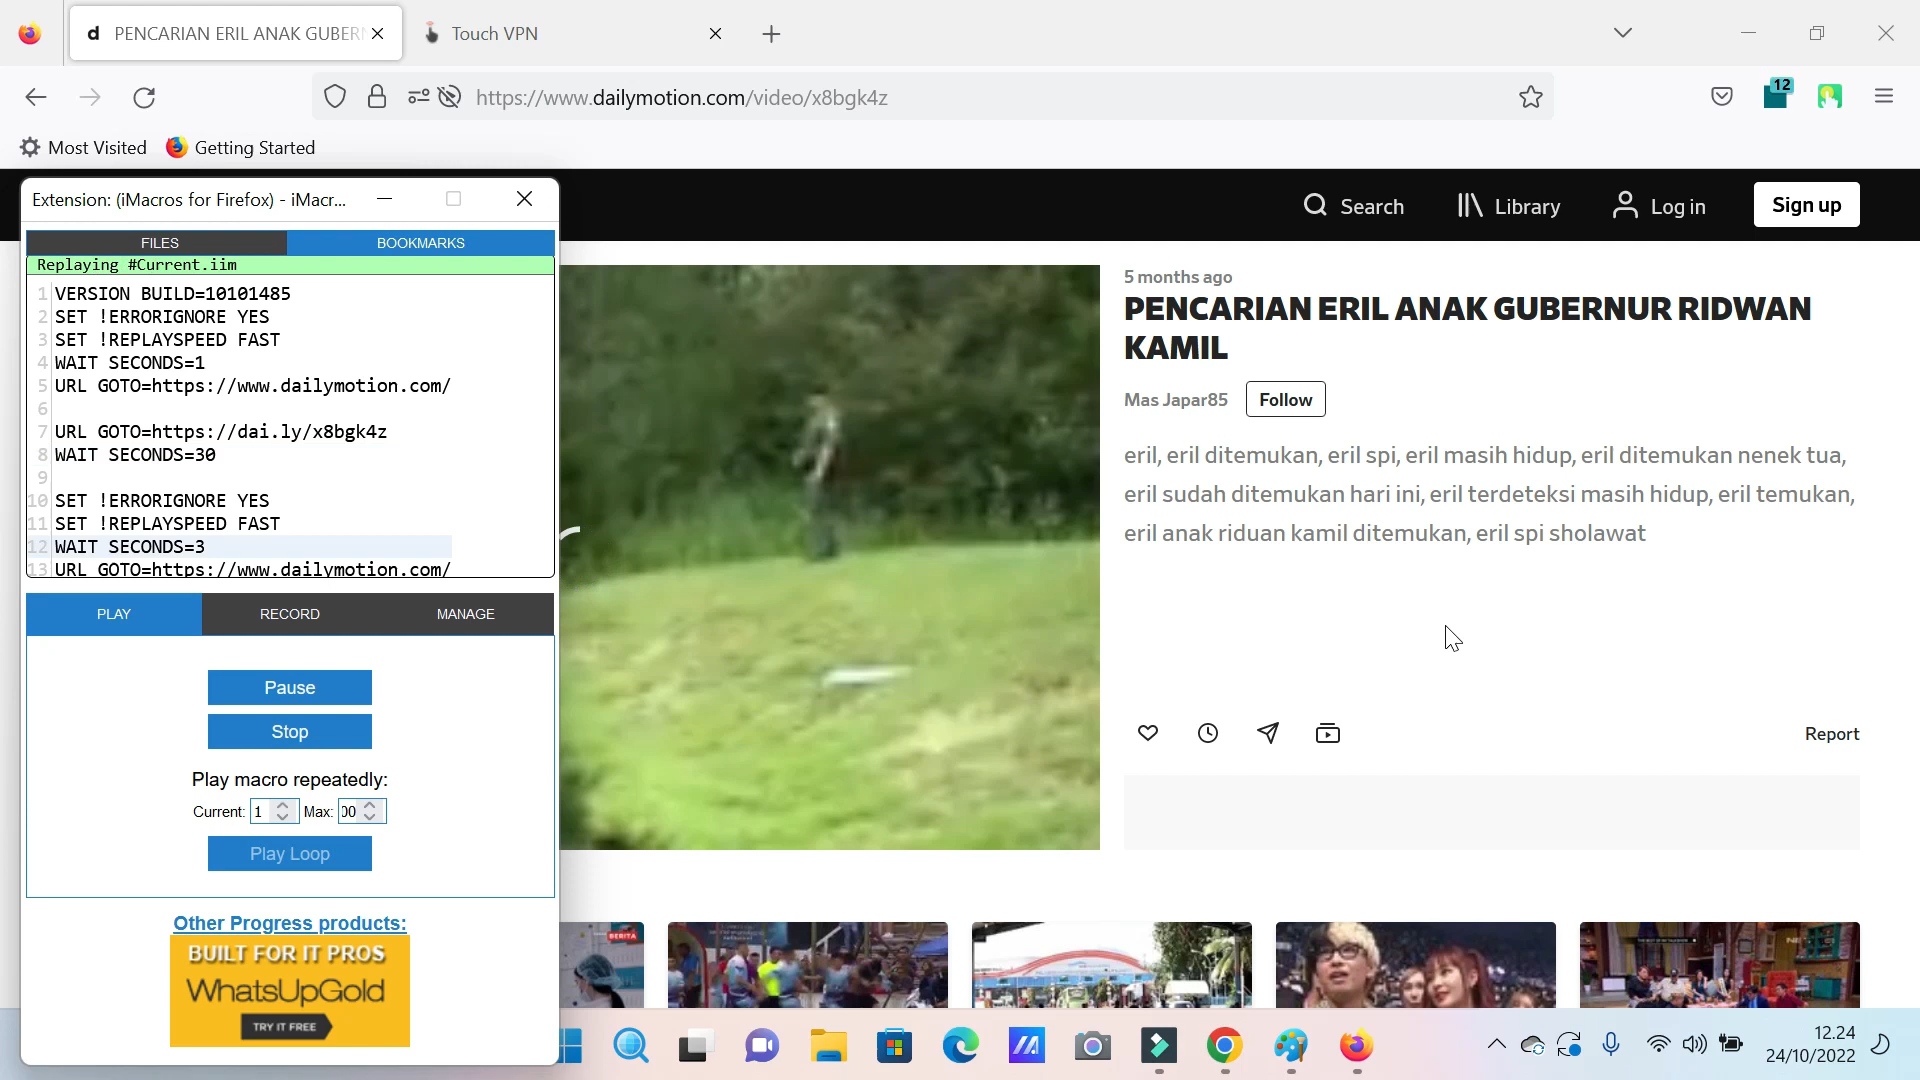 PENCARIAN ERIL ANAK GUBER
Touch VPN
https://www.dailymotion.com/video/x8bgk4z
12
Most Visited
Getting Started
Extension: (iMacros for Firefox) - iMacr...
FILES
BOOKMARKS
Replaying #Current.iim
1 VERSION BUILD=10101485
2 SET !ERRORIGNORE YES
3 SET !REPLAYSPEED FAST
4 WAIT SECONDS=1
5 URL GOTO=https://www.dailymotion.com/
6
7 URL GOTO=https://dai.ly/x8bgk4z
8 WAIT SECONDS=30
9
10 SET !ERRORIGNORE YES
11 SET !REPLAYSPEED FAST
12 WAIT SECONDS=3
13 URL GOTO=https://www.dailymotion.com/
PLAY
RECORD
MANAGE
Pause
Stop
Play macro repeatedly:
Current: 1 Max: 00
Play Loop
Other Progress products:
BUILT FOR IT PROS
WhatsUpGold
TRY IT FREE
Search
Library
Log in
Sign up
5 months ago
PENCARIAN ERIL ANAK GUBERNUR RIDWAN
KAMIL
Mas Japar85
Follow
eril, eril ditemukan, eril spi, eril masih hidup, eril ditemukan nenek tua,
eril sudah ditemukan hari ini, eril terdeteksi masih hidup, eril temukan,
eril anak riduan kamil ditemukan, eril spi sholawat
Report
BERITA
12.24
24/10/2022